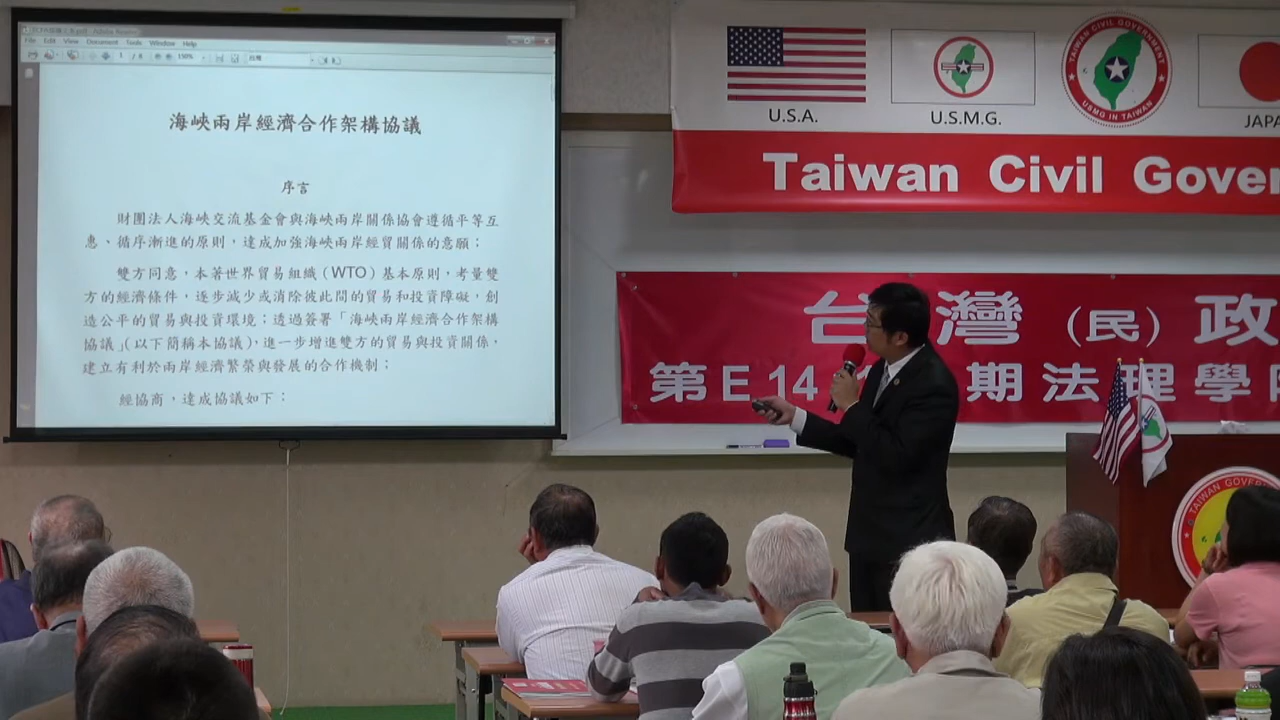 File Edit View Document Tools Window Help
海峽兩岸經濟合作架構協議
序言
財團法人海峽交流基金會與海峽兩岸關係協會遵循平等互
惠、循序漸進的原則，達成加強海峽兩岸經貿關係的意願；
雙方同意，本著世界貿易組織（WTO）基本原則，考量雙
方的經濟條件，逐步減少或消除彼此間的貿易和投資障礙，創
造公平的貿易與投資環境；透過簽署「海峽兩岸經濟合作架構
協議」（以下簡稱本協議），進一步增進雙方的貿易與投資關係，
建立有利於兩岸經濟繁榮與發展的合作機制；
經協商，達成協議如下：
U.S.A.
U.S.M.G.
TAIWAN CIVIL GOVERNMENT
USMG IN TAIWAN
JAPA
Taiwan Civil Gover
台灣（民）政
第E14 期法理學
TAIWAN GOVER